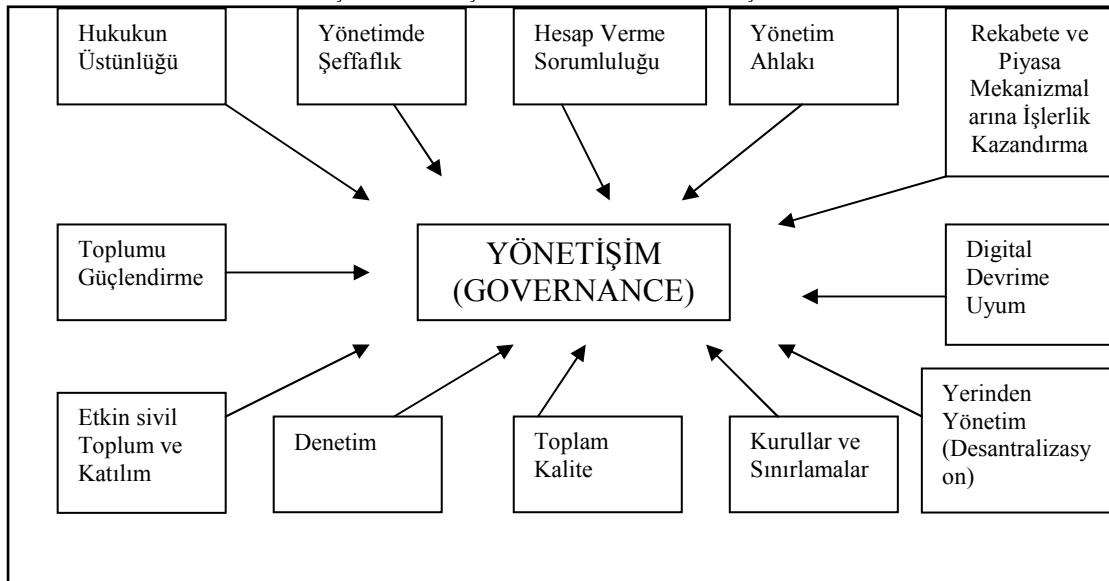 Hukukun
Üstünlüğü
Yönetimde
Şeffaflık
Hesap Verme
Sorumluluğu
Yönetim
Ahlakı
Rekabete ve
Piyasa
Mekanizmal
arına İşlerlik
Kazandırma
Toplumu
Güçlendirme
YÖNETİŞİM
(GOVERNANCE)
Digital
Devrime
Uyum
Etkin sivil
Toplum ve
Katılım
Denetim
Toplam
Kalite
Kurullar ve
Sınırlamalar
Yerinden
Yönetim
(Desantralizasy
on)